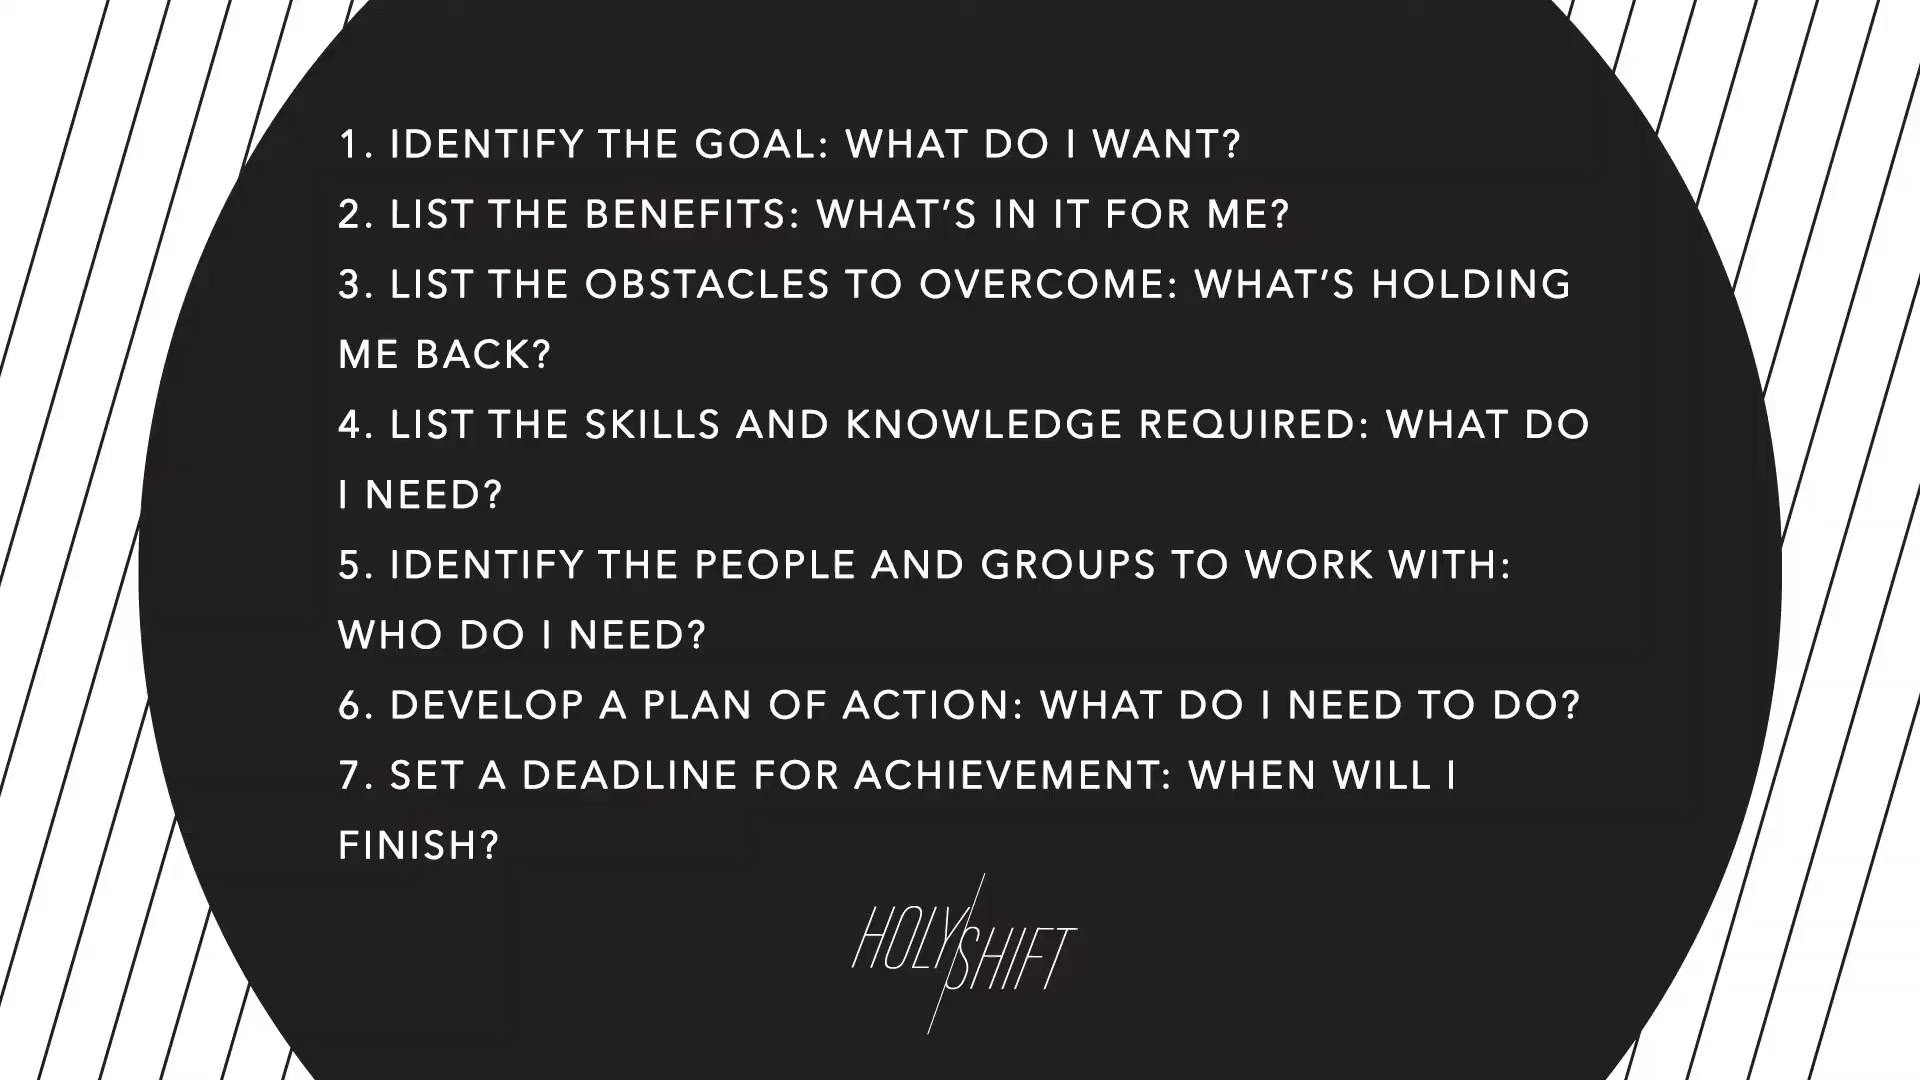 1. IDENTIFY THE GOAL: WHAT DO I WANT?
2. LIST THE BENEFITS: WHAT’S IN IT FOR ME?
3. LIST THE OBSTACLES TO OVERCOME: WHAT’S HOLDING
ME BACK?
4. LIST THE SKILLS AND KNOWLEDGE REQUIRED: WHAT DO
I NEED?
5. IDENTIFY THE PEOPLE AND GROUPS TO WORK WITH:
WHO DO I NEED?
6. DEVELOP A PLAN OF ACTION: WHAT DO I NEED TO DO?
7. SET A DEADLINE FOR ACHIEVEMENT: WHEN WILL I
FINISH?
HOLY/SHIFT